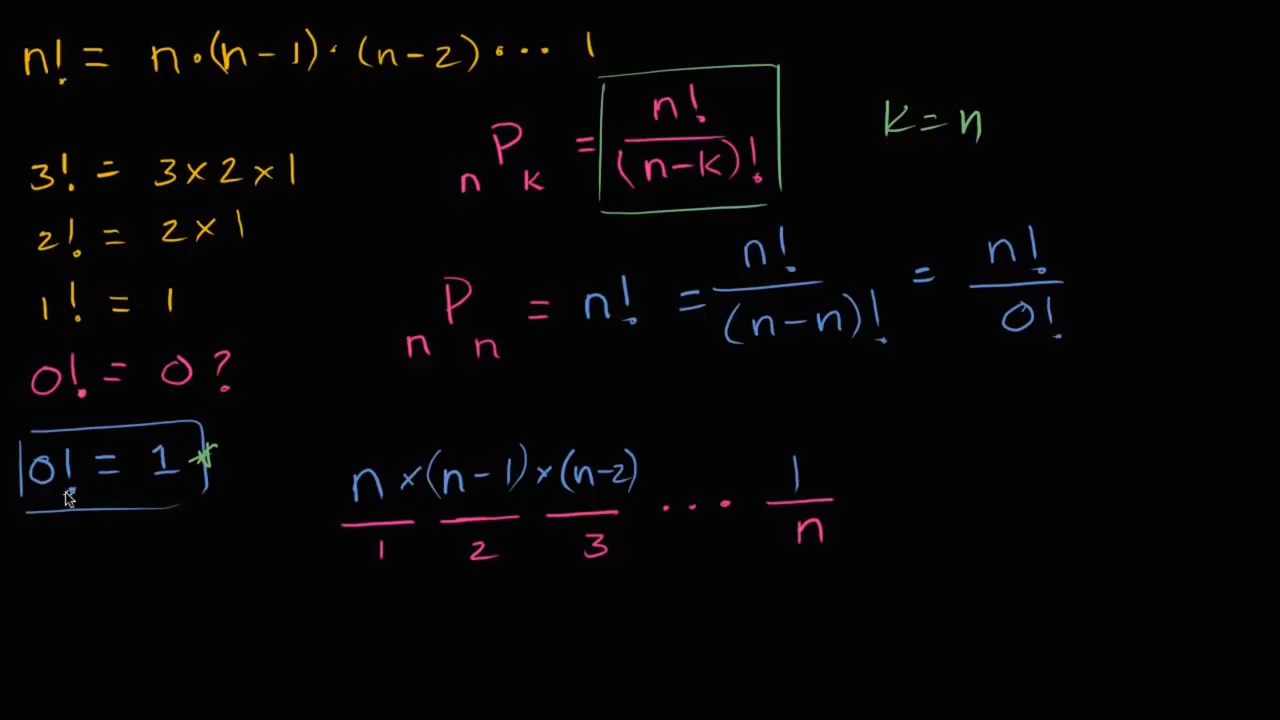 n! = n·(n-1)·(n-2)·... 1
nPk = n!/(n-k)!
k=n
3! = 3×2×1
2! = 2×1
1! = 1
nPn = n! = n!/(n-n)! = n!/0!
0! = 0?
0! = 1*
n×(n-1)×(n-2) ... 1
1 2 3 n